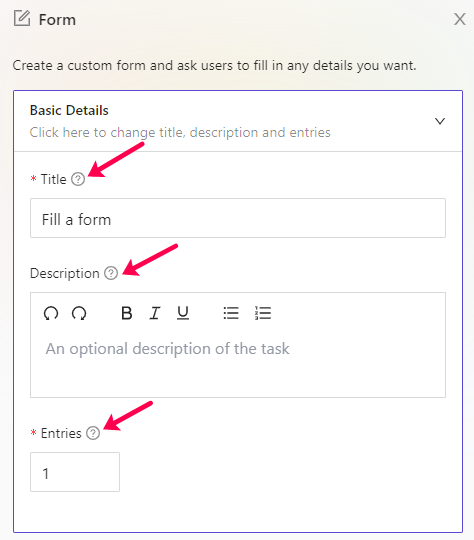 Form
Create a custom form and ask users to fill in any details you want.
Basic Details
Click here to change title, description and entries
* Title
Fill a form
Description
B I U
An optional description of the task
* Entries
1